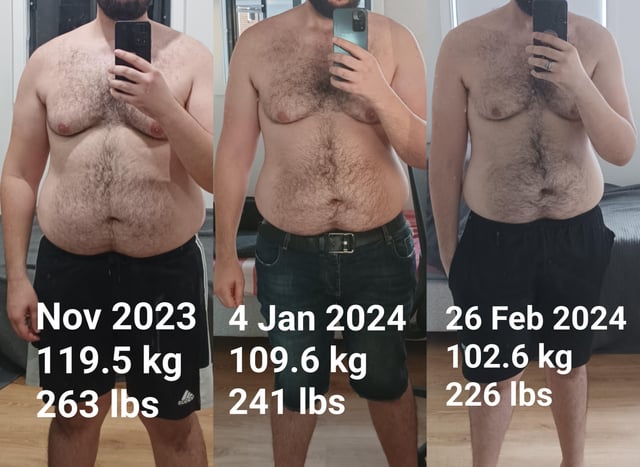 Nov 2023
119.5 kg
263 lbs
4 Jan 2024
109.6 kg
241 lbs
26 Feb 2024
102.6 kg
226 lbs
adidas